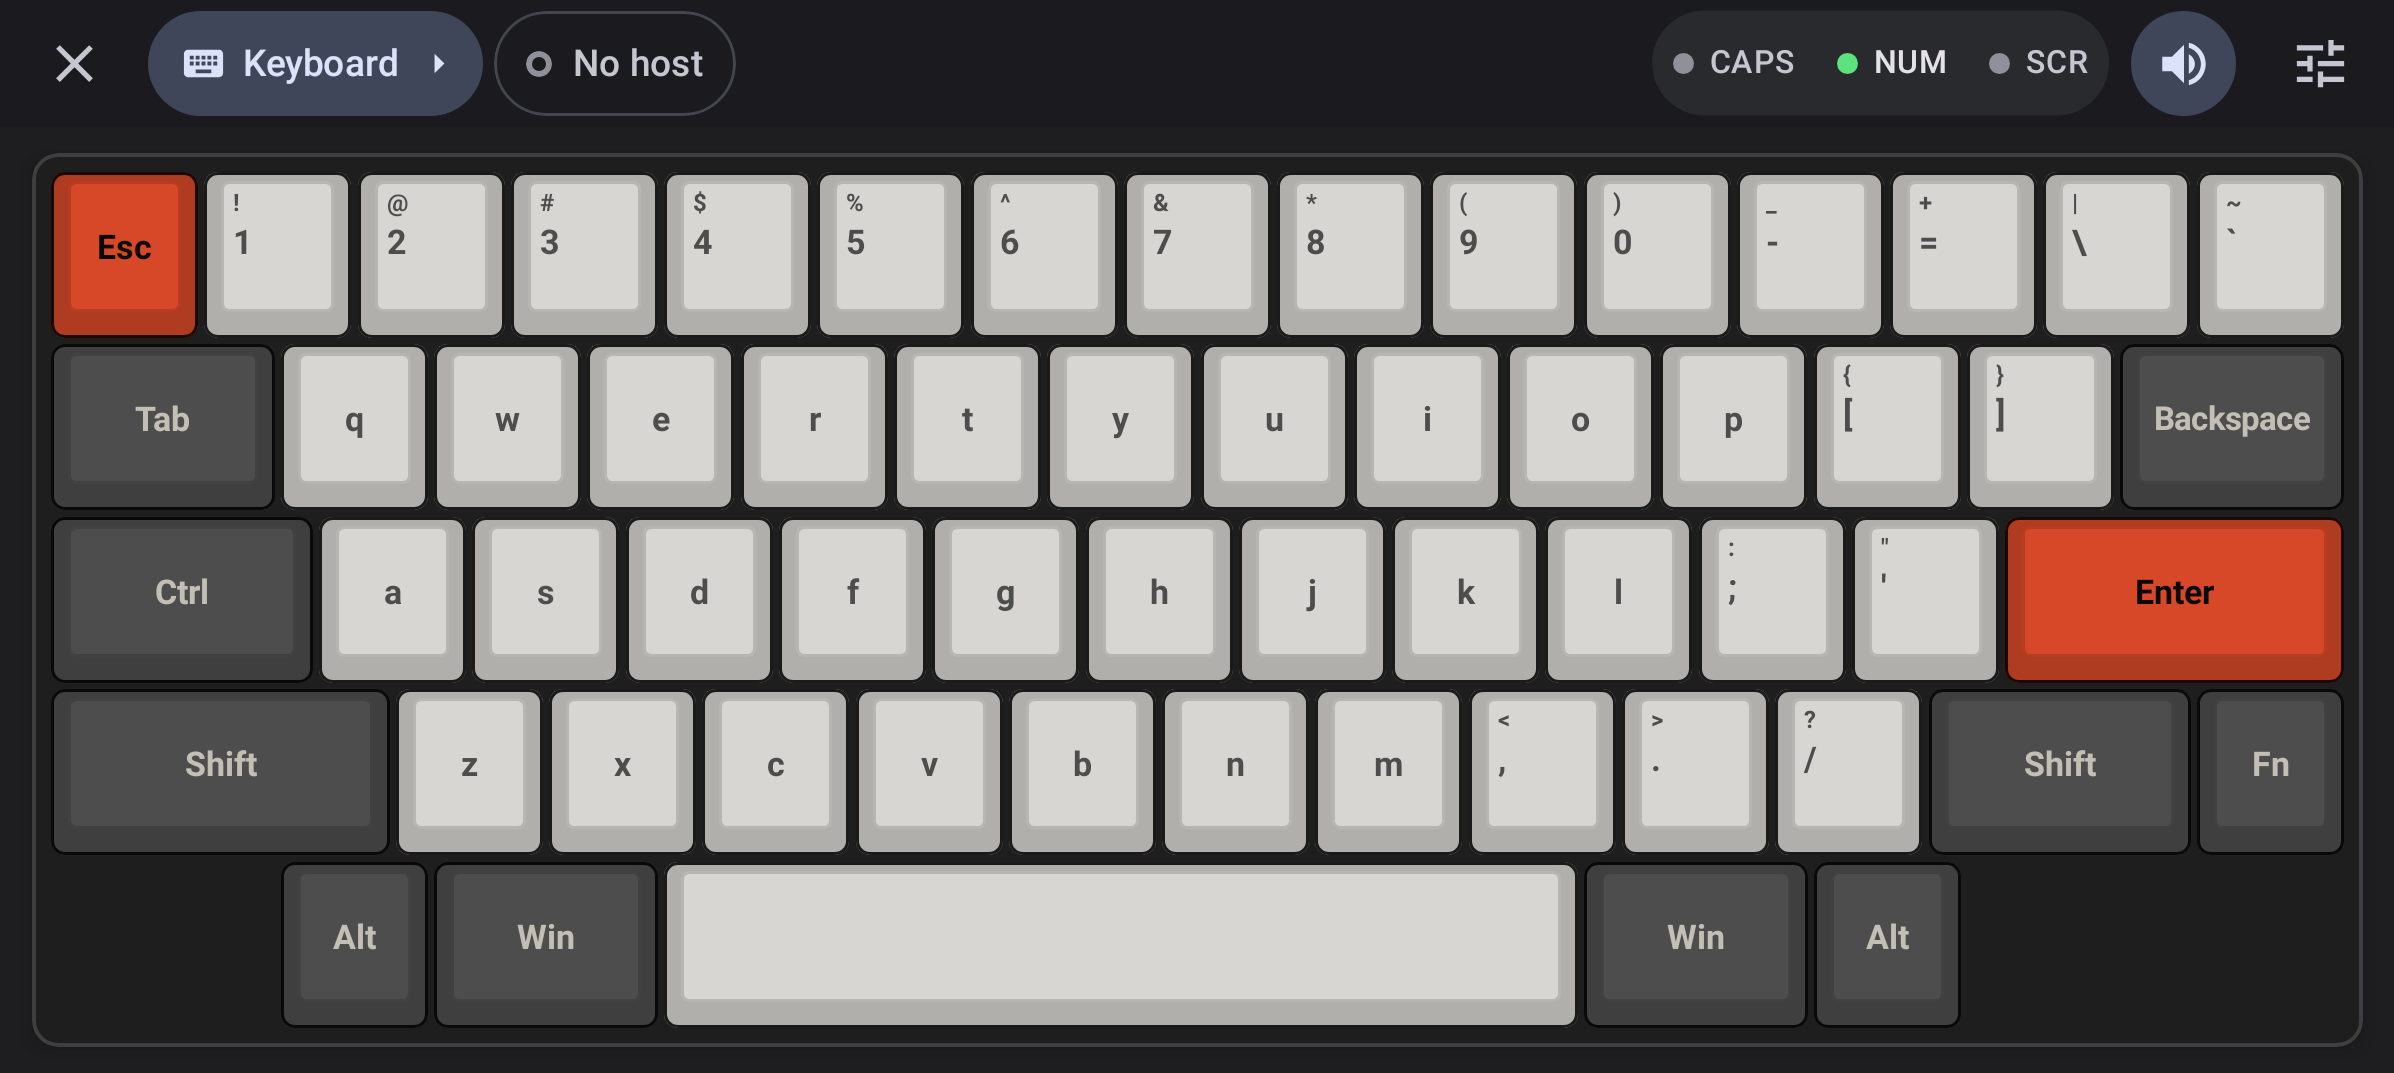 Keyboard No host CAPS NUM SCR
Esc ! @ # $ % ^ & * ( ) _ + | ~
1 2 3 4 5 6 7 8 9 0 - = \ `
{ }
Tab q w e r t y u i o p [ ] Backspace
: "
Ctrl a s d f g h j k l ; ' Enter
< > ?
Shift z x c v b n m , . / Shift Fn
Alt Win Win Alt